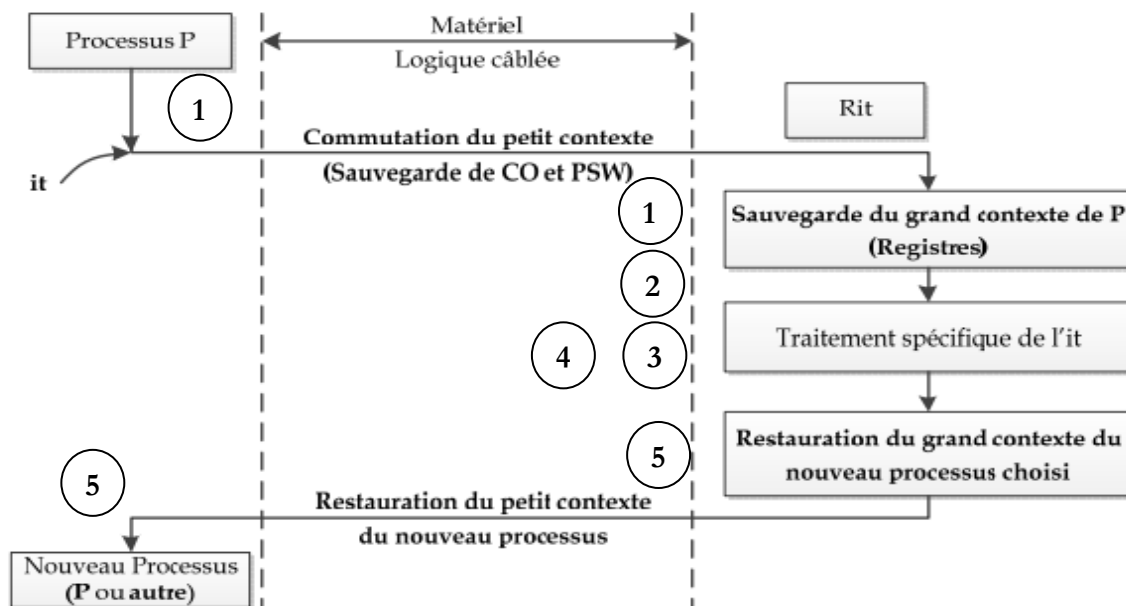 Processus P
Matériel
Logique câblée
1
Rit
Commutation du petit contexte
(Sauvegarde de CO et PSW)
it
1
Sauvegarde du grand contexte de P
(Registres)
2
Traitement spécifique de l'it
4
3
Restauration du grand contexte du
nouveau processus choisi
5
5
Restauration du petit contexte
du nouveau processus
Nouveau Processus
(P ou autre)